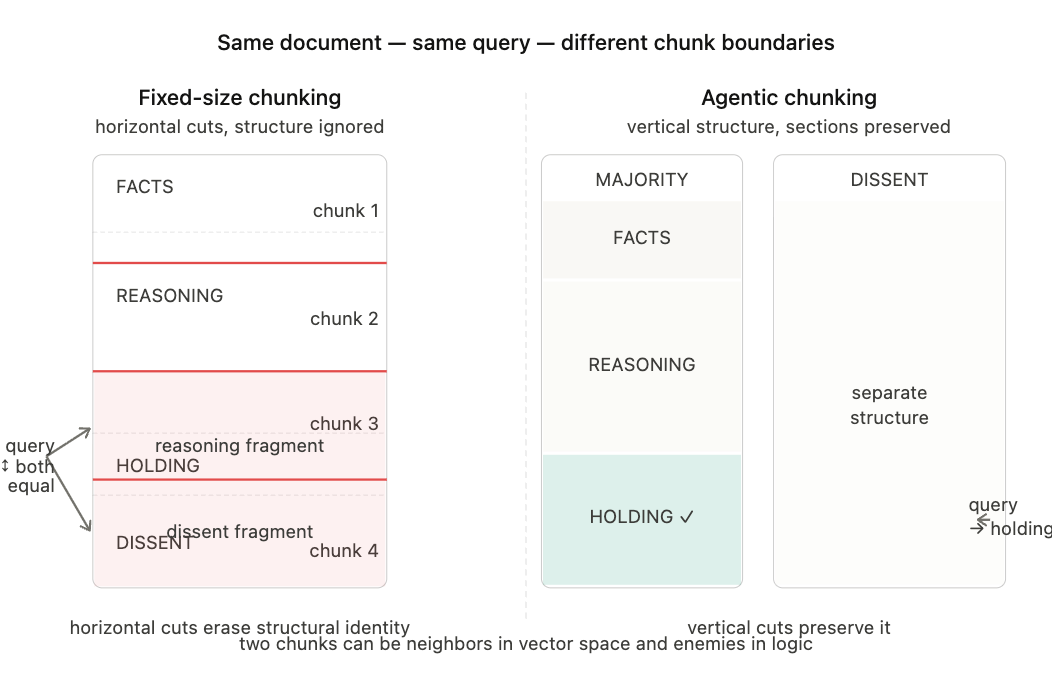 Same document — same query — different chunk boundaries
Fixed-size chunking
horizontal cuts, structure ignored
FACTS
chunk 1
REASONING
chunk 2
chunk 3
reasoning fragment
HOLDING
query
↕ both
equal
dissent fragment
DISSENT
chunk 4
horizontal cuts erase structural identity
Agentic chunking
vertical structure, sections preserved
MAJORITY
FACTS
REASONING
HOLDING ✓
DISSENT
separate
structure
query
→ holding
vertical cuts preserve it
two chunks can be neighbors in vector space and enemies in logic